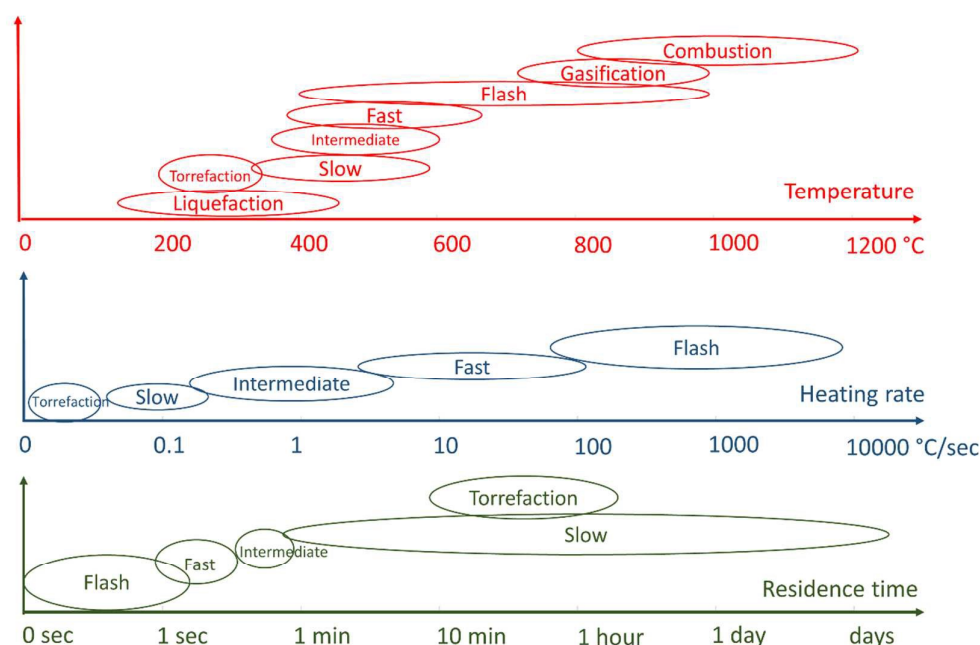 Combustion
Gasification
Flash
Fast
Intermediate
Slow
Torrefaction
Liquefaction
Temperature
0 200 400 600 800 1000 1200 °C
Flash
Fast
Intermediate
Slow
Torrefaction
Heating rate
0 0.1 1 10 100 1000 10000 °C/sec
Torrefaction
Slow
Intermediate
Fast
Flash
Residence time
0 sec 1 sec 1 min 10 min 1 hour 1 day days